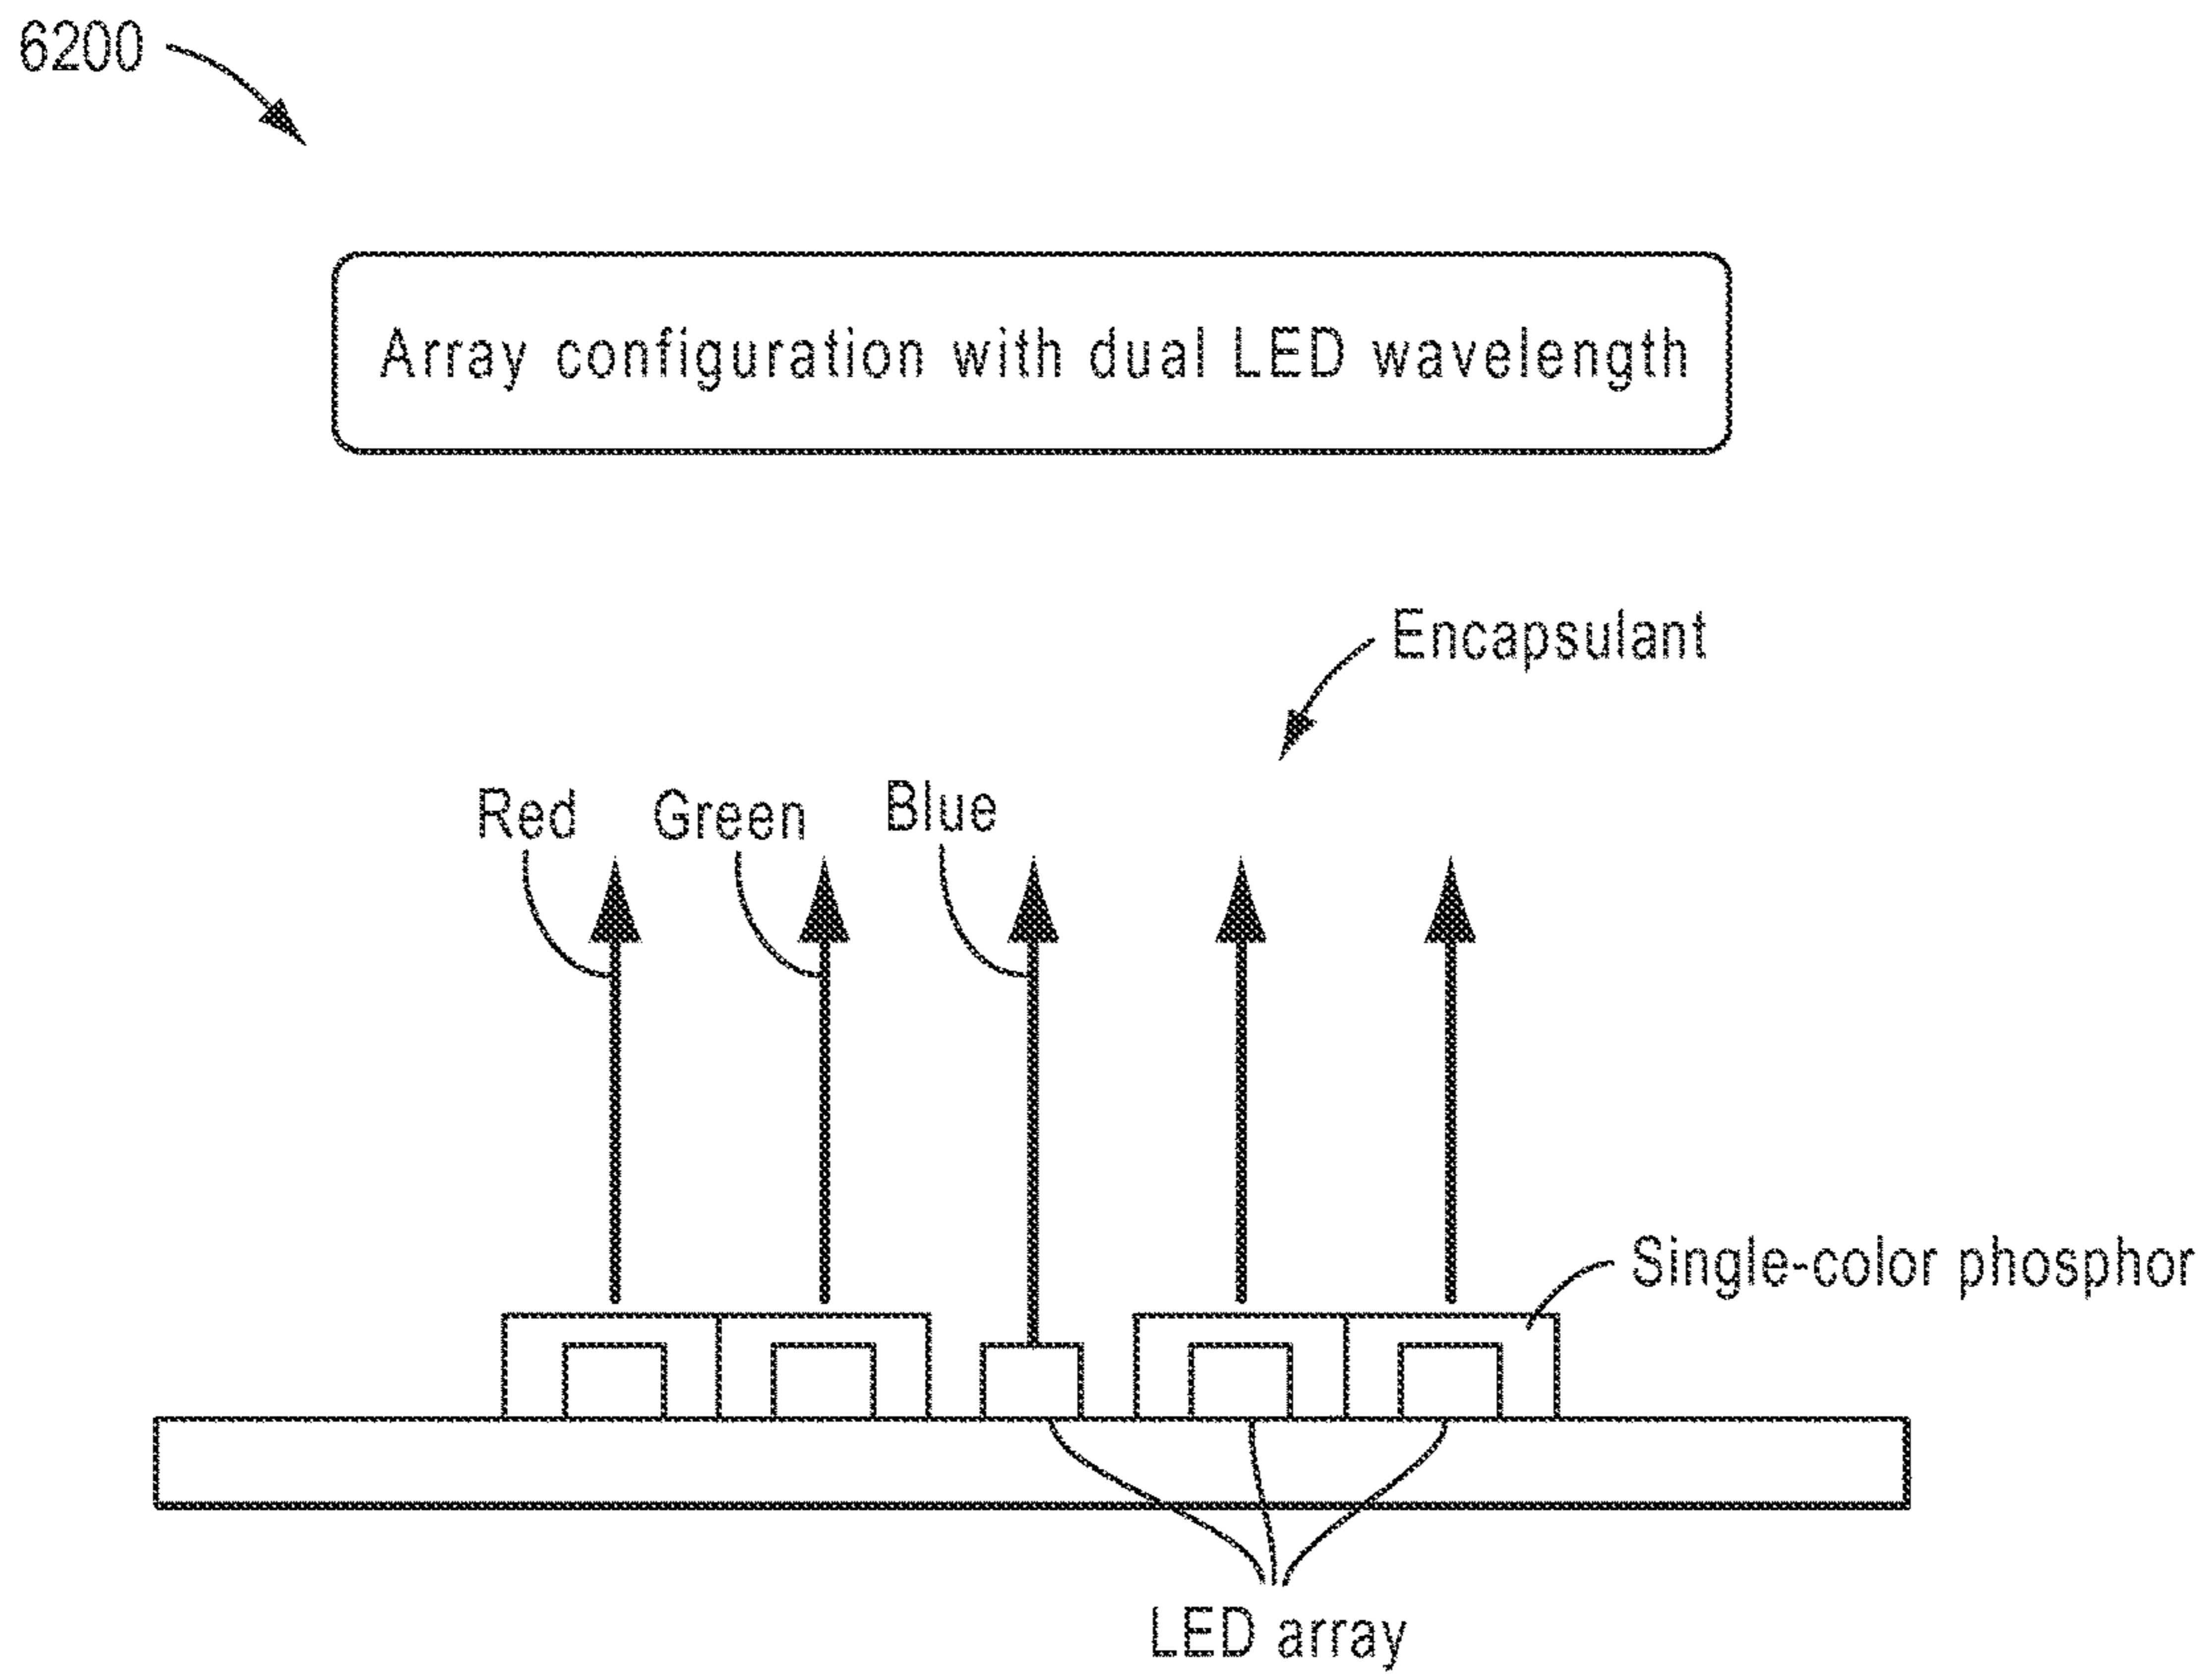 6200
Array configuration with dual LED wavelength
Encapsulant
Red
Green
Blue
Single-color phosphor
LED array